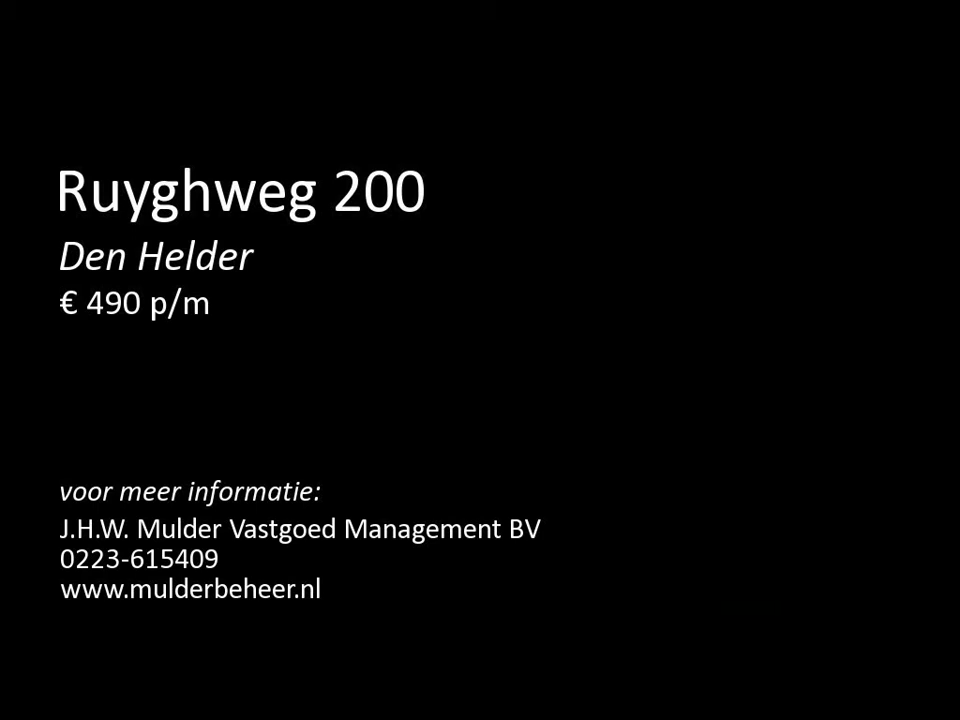 Ruyghweg 200
Den Helder
€ 490 p/m
voor meer informatie:
J.H.W. Mulder Vastgoed Management BV
0223-615409
www.mulderbeheer.nl